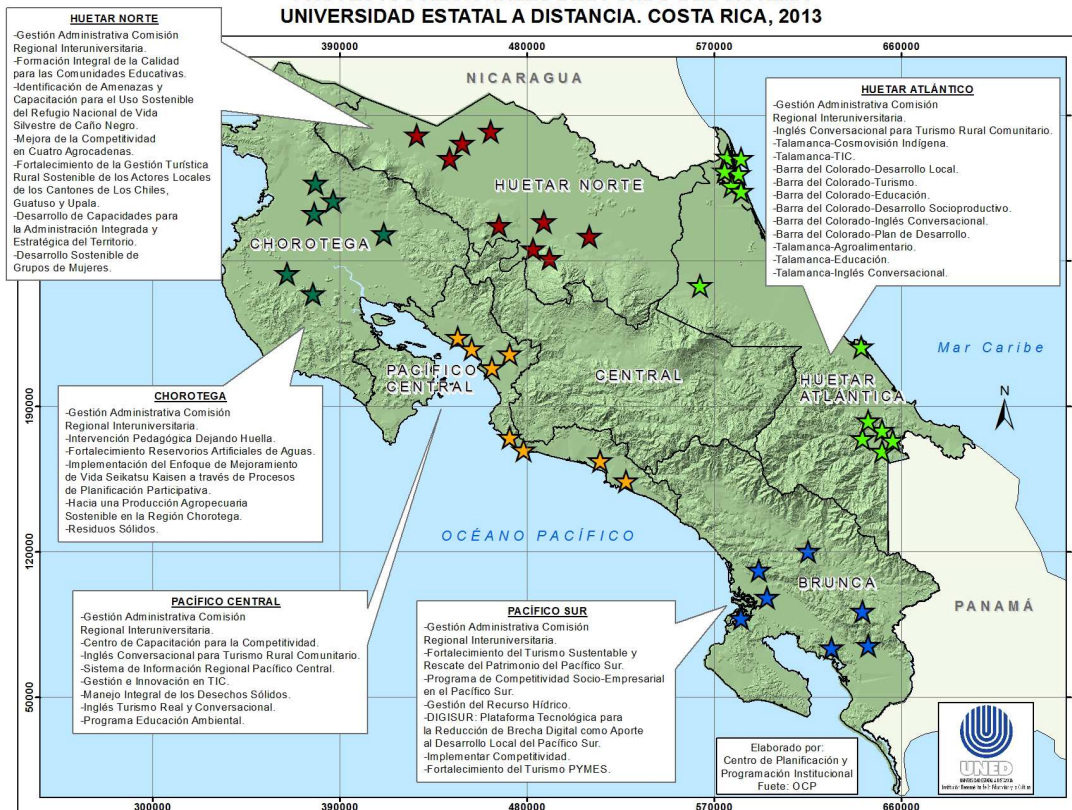 UNIVERSIDAD ESTATAL A DISTANCIA. COSTA RICA, 2013
390000
480000
570000
660000
HUETAR NORTE
-Gestión Administrativa Comisión
Regional Interuniversitaria.
-Formación Integral de la Calidad
para las Comunidades Educativas.
-Identificación de Amenazas y
Capacitación para el Uso Sostenible
del Refugio Nacional de Vida
Silvestre de Caño Negro.
-Mejora de la Competitividad
en Cuatro Agrocadenas.
-Fortalecimiento de la Gestión Turística
Rural Sostenible de los Actores Locales
de los Cantones de Los Chiles,
Guatuso y Upala.
-Desarrollo de Capacidades para
la Administración Integrada y
Estratégica del Territorio.
-Desarrollo Sostenible de
Grupos de Mujeres.
NICARAGUA
HUETAR ATLÁNTICO
-Gestión Administrativa Comisión
Regional Interuniversitaria.
-Inglés Conversacional para Turismo Rural Comunitario.
-Talamanca-Cosmovisión Indígena.
-Talamanca-TIC.
-Barra del Colorado-Desarrollo Local.
-Barra del Colorado-Turismo.
-Barra del Colorado-Educación.
-Barra del Colorado-Desarrollo Socioproductivo.
-Barra del Colorado-Inglés Conversacional.
-Barra del Colorado-Plan de Desarrollo.
-Talamanca-Agroalimentario.
-Talamanca-Educación.
-Talamanca-Inglés Conversacional.
HUETAR NORTE
CHOROTEGA
PACÍFICO
CENTRAL
CENTRAL
HUETAR
ATLÁNTICA
Mar Caribe
N
CHOROTEGA
-Gestión Administrativa Comisión
Regional Interuniversitaria.
-Intervención Pedagógica Dejando Huella.
-Fortalecimiento Reservorios Artificiales de Aguas.
-Implementación del Enfoque de Mejoramiento
de Vida Seikatsu Kaisen a través de Procesos
de Planificación Participativa.
-Hacia una Producción Agropecuaria
Sostenible en la Región Chorotega.
-Residuos Sólidos.
190000
120000
50000
OCÉANO PACÍFICO
BRUNCA
PANAMÁ
PACÍFICO CENTRAL
-Gestión Administrativa Comisión
Regional Interuniversitaria.
-Centro de Capacitación para la Competitividad.
-Inglés Conversacional para Turismo Rural Comunitario.
-Sistema de Información Regional Pacífico Central.
-Gestión e Innovación en TIC.
-Manejo Integral de los Desechos Sólidos.
-Inglés Turismo Real y Conversacional.
-Programa Educación Ambiental.
PACÍFICO SUR
-Gestión Administrativa Comisión
Regional Interuniversitaria.
-Fortalecimiento del Turismo Sustentable y
Rescate del Patrimonio del Pacífico Sur.
-Programa de Competitividad Socio-Empresarial
en el Pacífico Sur.
-Gestión del Recurso Hídrico.
-DIGISUR: Plataforma Tecnológica para
la Reducción de Brecha Digital como Aporte
al Desarrollo Local del Pacífico Sur.
-Implementar Competitividad.
-Fortalecimiento del Turismo PYMES.
Elaborado por:
Centro de Planificación y
Programación Institucional
Fuete: OCP
UNED
300000
390000
480000
570000
660000